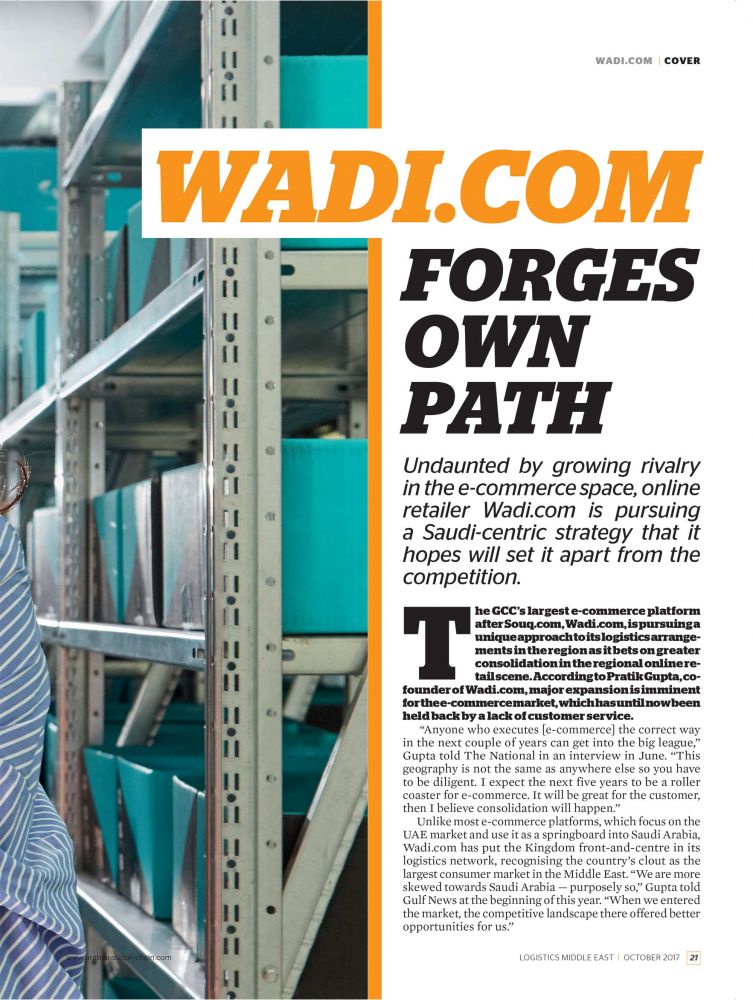 WADI.COM | COVER
WADI.COM
FORGES
OWN
PATH
Undaunted by growing rivalry
in the e-commerce space, online
retailer Wadi.com is pursuing
a Saudi-centric strategy that it
hopes will set it apart from the
competition.
The GCC's largest e-commerce platform
after Souq.com, Wadi.com, is pursuing a
unique approach to its logistics arrange-
ments in the region as it bets on greater
consolidation in the regional online re-
tail scene. According to Pratik Gupta, co-
founder of Wadi.com, major expansion is imminent
for the e-commerce market, which has until now been
held back by a lack of customer service.
“Anyone who executes [e-commerce] the correct way
in the next couple of years can get into the big league,”
Gupta told The National in an interview in June. “This
geography is not the same as anywhere else so you have
to be diligent. I expect the next five years to be a roller
coaster for e-commerce. It will be great for the customer,
then I believe consolidation will happen.”
Unlike most e-commerce platforms, which focus on the
UAE market and use it as a springboard into Saudi Arabia,
Wadi.com has put the Kingdom front-and-centre in its
logistics network, recognising the country's clout as the
largest consumer market in the Middle East. “We are more
skewed towards Saudi Arabia — purposely so,” Gupta told
Gulf News at the beginning of this year. “When we entered
the market, the competitive landscape there offered better
opportunities for us.”
www.arabiansupplychain.com
LOGISTICS MIDDLE EAST | OCTOBER 2017 21